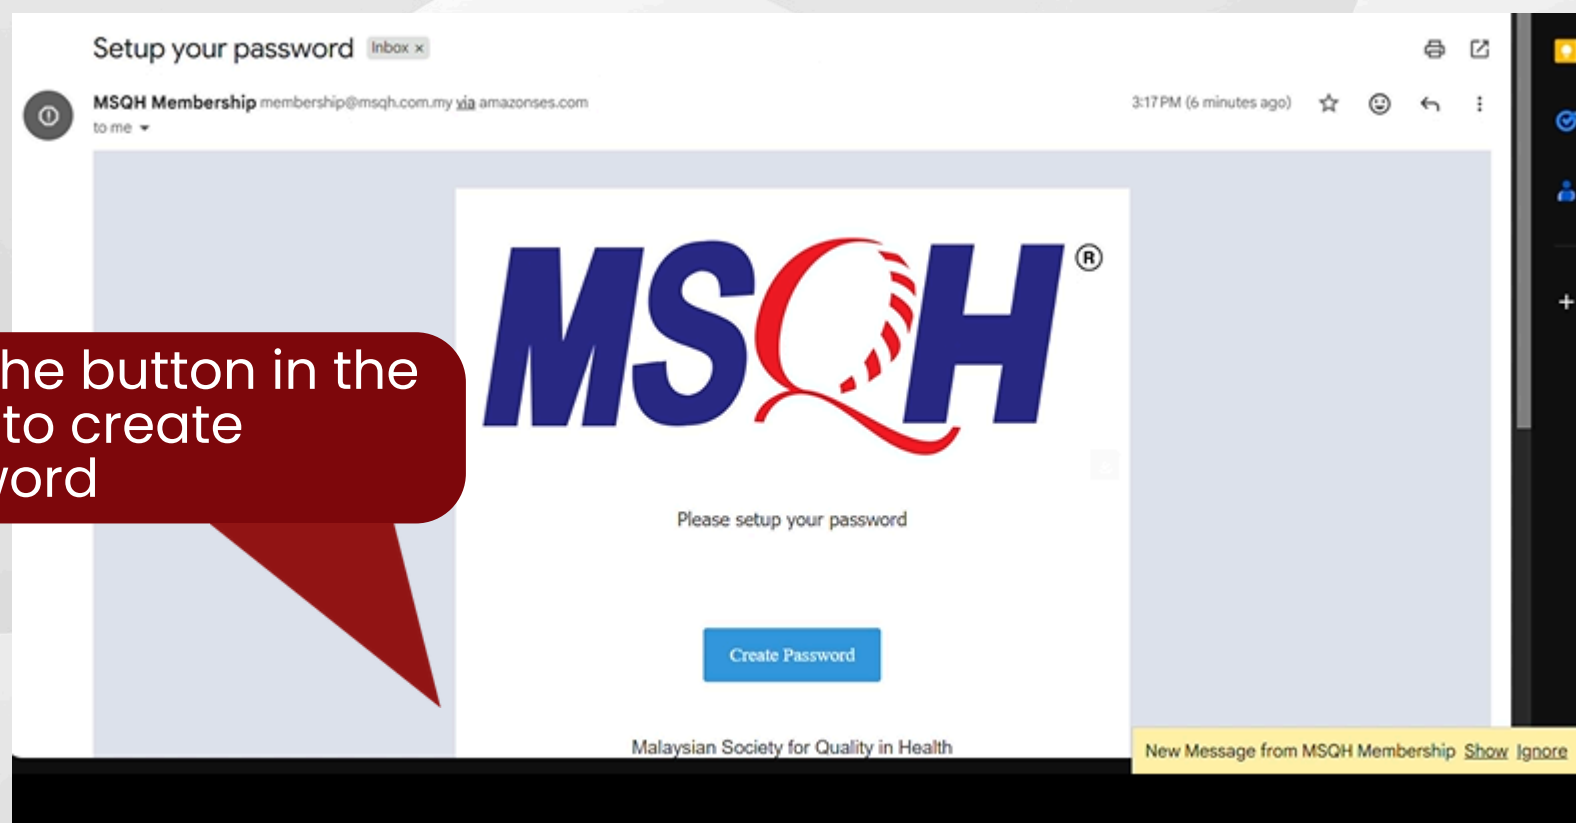 Setup your password Inbox ×
MSQH Membership membership@msqh.com.my via amazonses.com 3:17 PM (6 minutes ago)
to me
MSQH®
he button in the
to create
word
Please setup your password
Create Password
Malaysian Society for Quality in Health
New Message from MSQH Membership Show Ignore